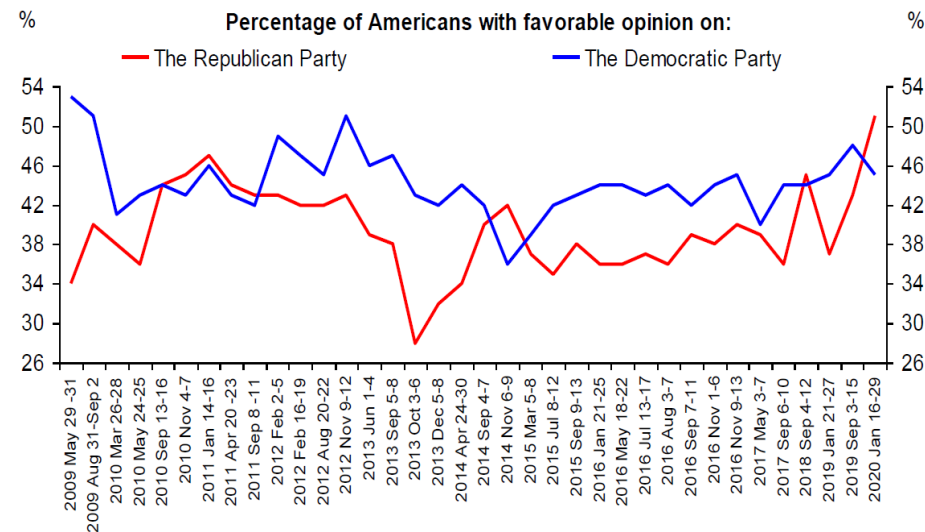 % Percentage of Americans with favorable opinion on: %
The Republican Party The Democratic Party
54 54
50 50
46 46
42 42
38 38
34 34
30 30
26 26
2009 May 29 -31
2009 Aug 31-Sep 2
2010 Mar 26-28
2010 May 24-25
2010 Sep 13-16
2010 Nov 4-7
2011 Jan 14-16
2011 Apr 20 -23
2011 Sep 8 -11
2012 Feb 2-5
2012 Feb 16-19
2012 Aug 20-22
2012 Nov 9-12
2013 Jun 1-4
2013 Sep 5-8
2013 Oct 3-6
2013 Dec 5-8
2014 Apr 24-30
2014 Sep 4-7
2014 Nov 6-9
2015 Mar 5-8
2015 Jul 8-12
2015 Sep 9-13
2016 Jan 21-25
2016 May 18-22
2016 Jul 13-17
2016 Aug 3-7
2016 Sep 7-11
2016 Nov 1-6
2016 Nov 9-13
2017 May 3-7
2017 Sep 6-10
2018 Sep 4-12
2019 Jan 21-27
2019 Sep 3-15
2020 Jan 16-29